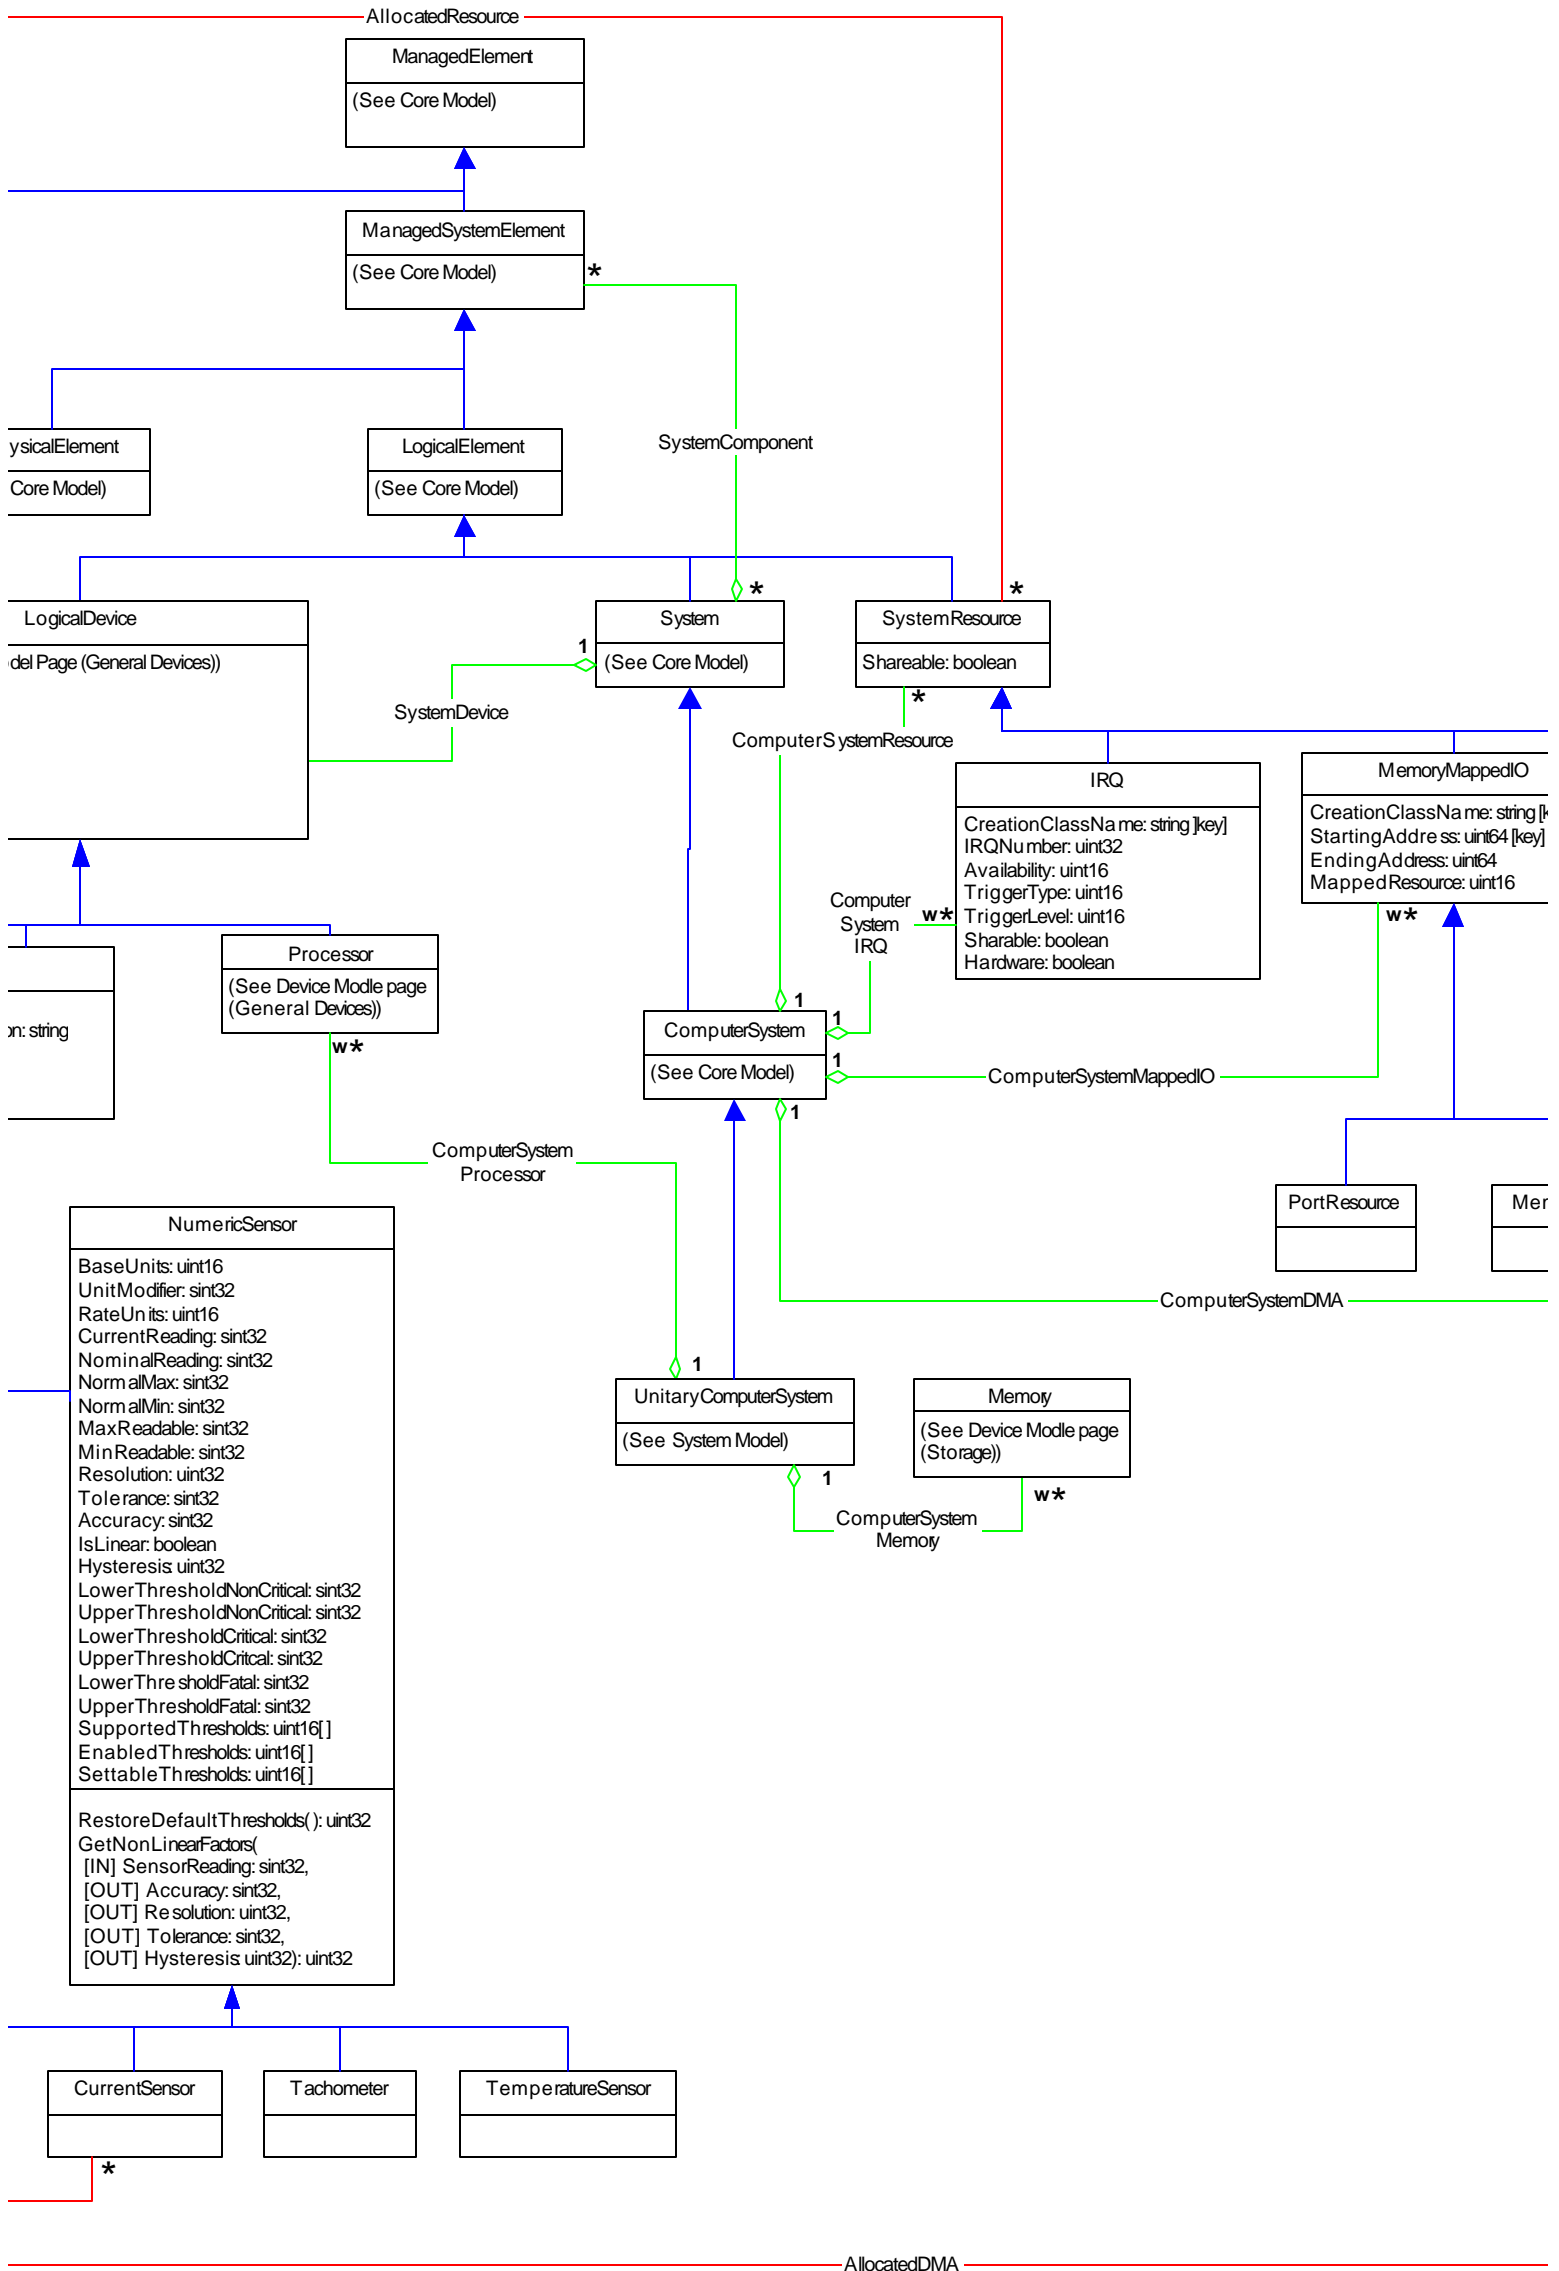 AllocatedResource
ManagedElement
(See Core Model)
ManagedSystemElement
(See Core Model)
*
ysicalElement
Core Model)
LogicalElement
(See Core Model)
SystemComponent
*
*
LogicalDevice
del Page (General Devices))
System
(See Core Model)
1
SystemResource
Shareable: boolean
*
SystemDevice
ComputerSystemResource
IRQ
CreationClassName: string ]key]
IRQNumber: uint32
Availability: uint16
TriggerType: uint16
TriggerLevel: uint16
Sharable: boolean
Hardware: boolean
MemoryMappedIO
CreationClassName: string [k
StartingAddress: uint64 [key]
EndingAddress: uint64
MappedResource: uint16
Computer
System
IRQ
w*
w*
Processor
(See Device Modle page
(General Devices))
w*
on: string
1
1
1
1
ComputerSystem
(See Core Model)
ComputerSystemMappedIO
ComputerSystem
Processor
PortResource
Mer
ComputerSystemDMA
NumericSensor
BaseUnits: uint16
UnitModifier: sint32
RateUnits: uint16
CurrentReading: sint32
NominalReading: sint32
NormalMax: sint32
NormalMin: sint32
MaxReadable: sint32
MinReadable: sint32
Resolution: uint32
Tolerance: sint32
Accuracy: sint32
IsLinear: boolean
Hysteresis: uint32
LowerThresholdNonCritical: sint32
UpperThresholdNonCritical: sint32
LowerThresholdCritical: sint32
UpperThresholdCritcal: sint32
LowerThresholdFatal: sint32
UpperThresholdFatal: sint32
SupportedThresholds: uint16[ ]
EnabledThresholds: uint16[ ]
SettableThresholds: uint16[ ]
RestoreDefaultThresholds( ): uint32
GetNonLinearFactors(
[IN] SensorReading: sint32,
[OUT] Accuracy: sint32,
[OUT] Resolution: uint32,
[OUT] Tolerance: sint32,
[OUT] Hysteresis: uint32): uint32
1
UnitaryComputerSystem
(See System Model)
1
Memory
(See Device Modle page
(Storage))
w*
ComputerSystem
Memory
CurrentSensor
Tachometer
TemperatureSensor
*
AllocatedDMA